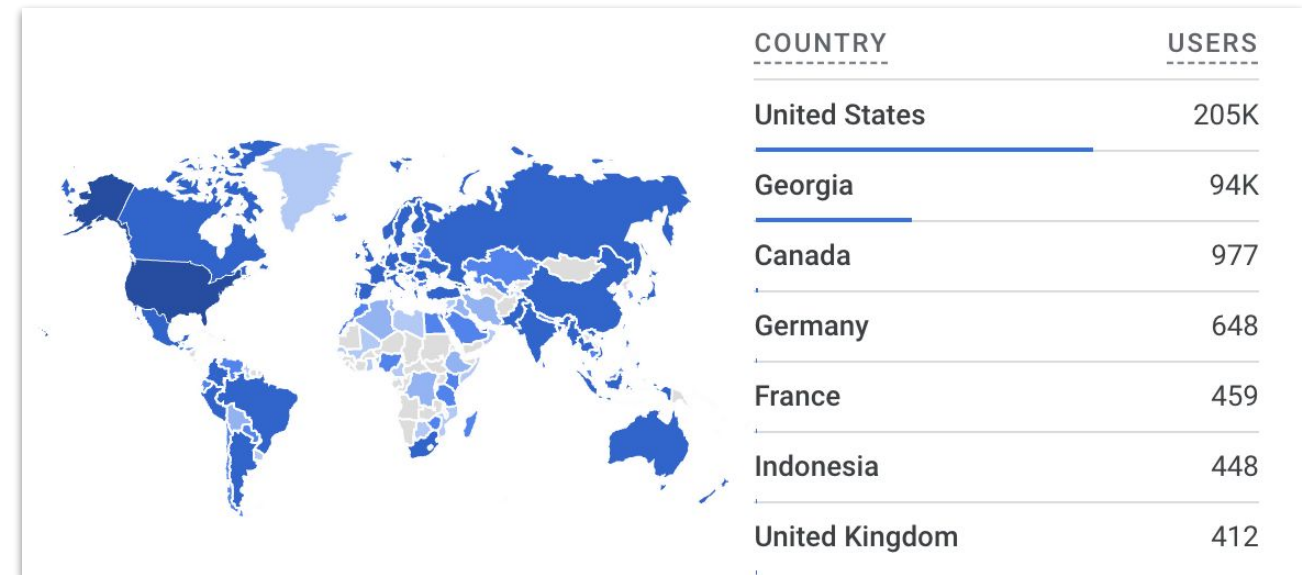 COUNTRY USERS
United States 205K
Georgia 94K
Canada 977
Germany 648
France 459
Indonesia 448
United Kingdom 412